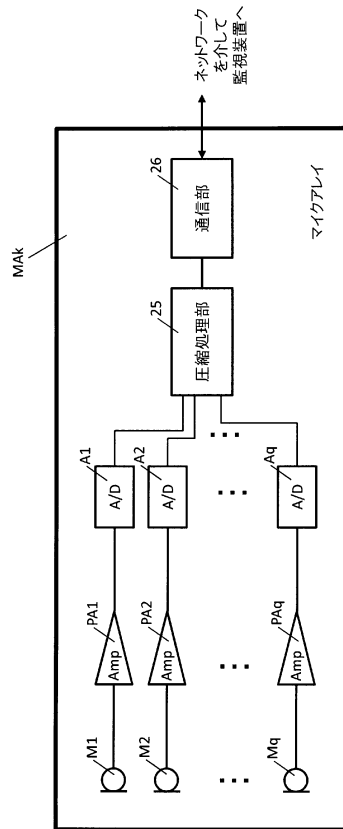 MAk
M1
PA1
Amp
A1
A/D
M2
PA2
Amp
A2
A/D
Mq
PAq
Amp
Aq
A/D
25
圧縮処理部
26
通信部
マイクアレイ
ネットワーク
を介して
監視装置へ